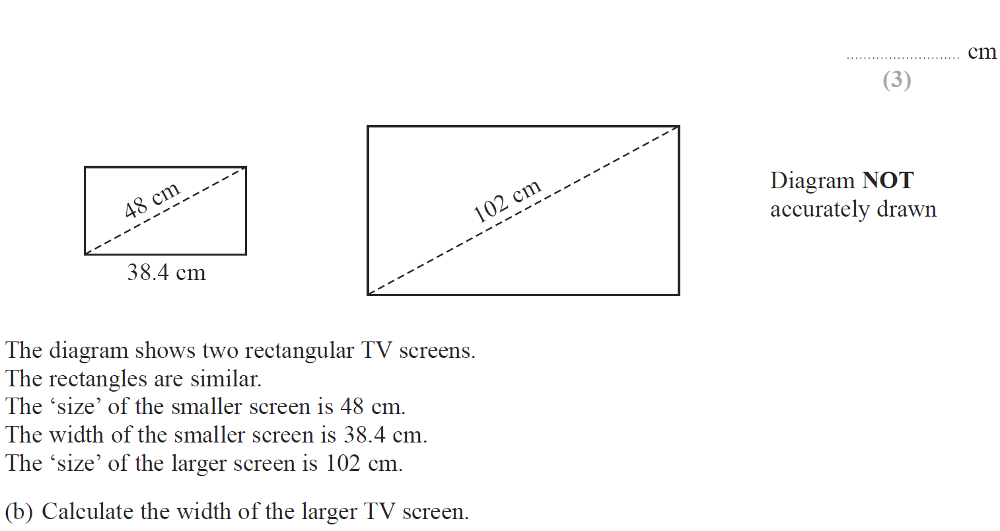 ........................... cm
(3)
48 cm
38.4 cm
102 cm
Diagram NOT
accurately drawn
The diagram shows two rectangular TV screens.
The rectangles are similar.
The ‘size’ of the smaller screen is 48 cm.
The width of the smaller screen is 38.4 cm.
The ‘size’ of the larger screen is 102 cm.
(b) Calculate the width of the larger TV screen.